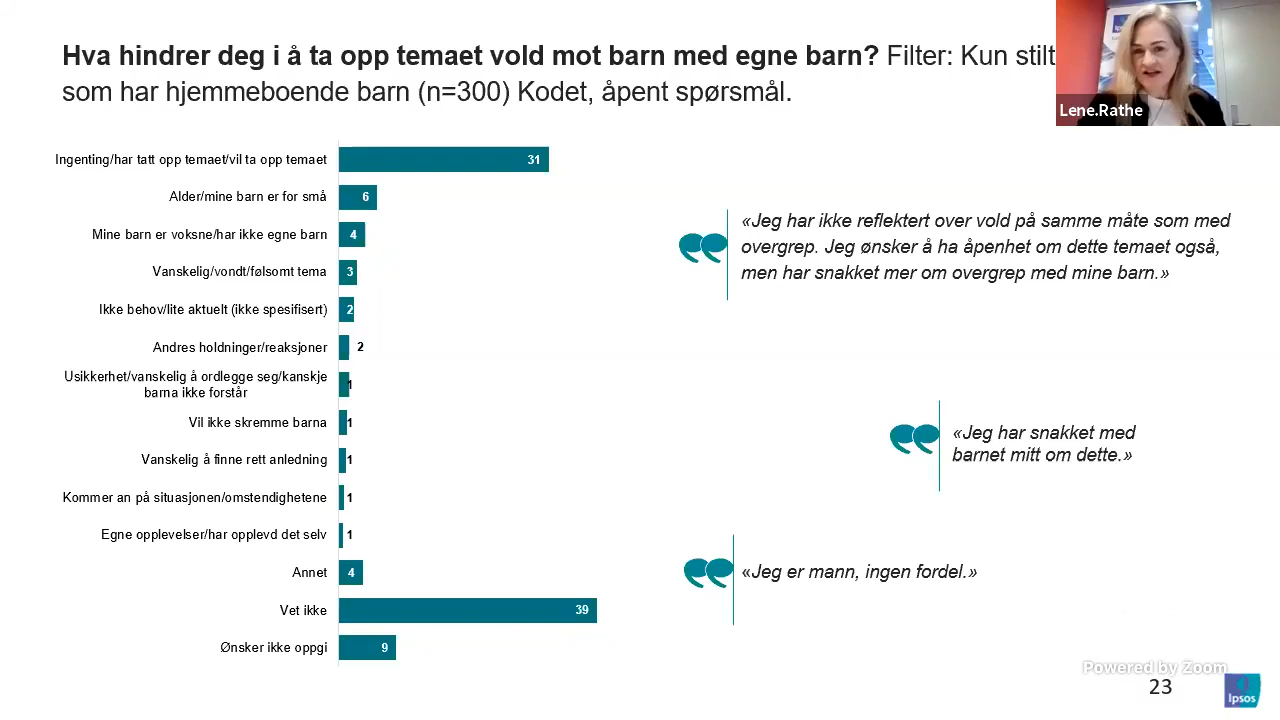 Hva hindrer deg i å ta opp temaet vold mot barn med egne barn? Filter: Kun stilt
som har hjemmeboende barn (n=300) Kodet, åpent spørsmål.
Lene.Rathe
Ingenting/har tatt opp temaet/vil ta opp temaet 31
Alder/mine barn er for små 6
Mine barn er voksne/har ikke egne barn 4
Vanskelig/vondt/følsomt tema 3
Ikke behov/lite aktuelt (ikke spesifisert) 2
Andres holdninger/reaksjoner 2
Usikkerhet/vanskelig å ordlegge seg/kanskje
barna ikke forstår 1
Vil ikke skremme barna 1
Vanskelig å finne rett anledning 1
Kommer an på situasjonen/omstendighetene 1
Egne opplevelser/har opplevd det selv 1
Annet 4
Vet ikke 39
Ønsker ikke oppgi 9
«Jeg har ikke reflektert over vold på samme måte som med
overgrep. Jeg ønsker å ha åpenhet om dette temaet også,
men har snakket mer om overgrep med mine barn.»
«Jeg har snakket med
barnet mitt om dette.»
«Jeg er mann, ingen fordel.»
Powered by Zoom
23
Ipsos